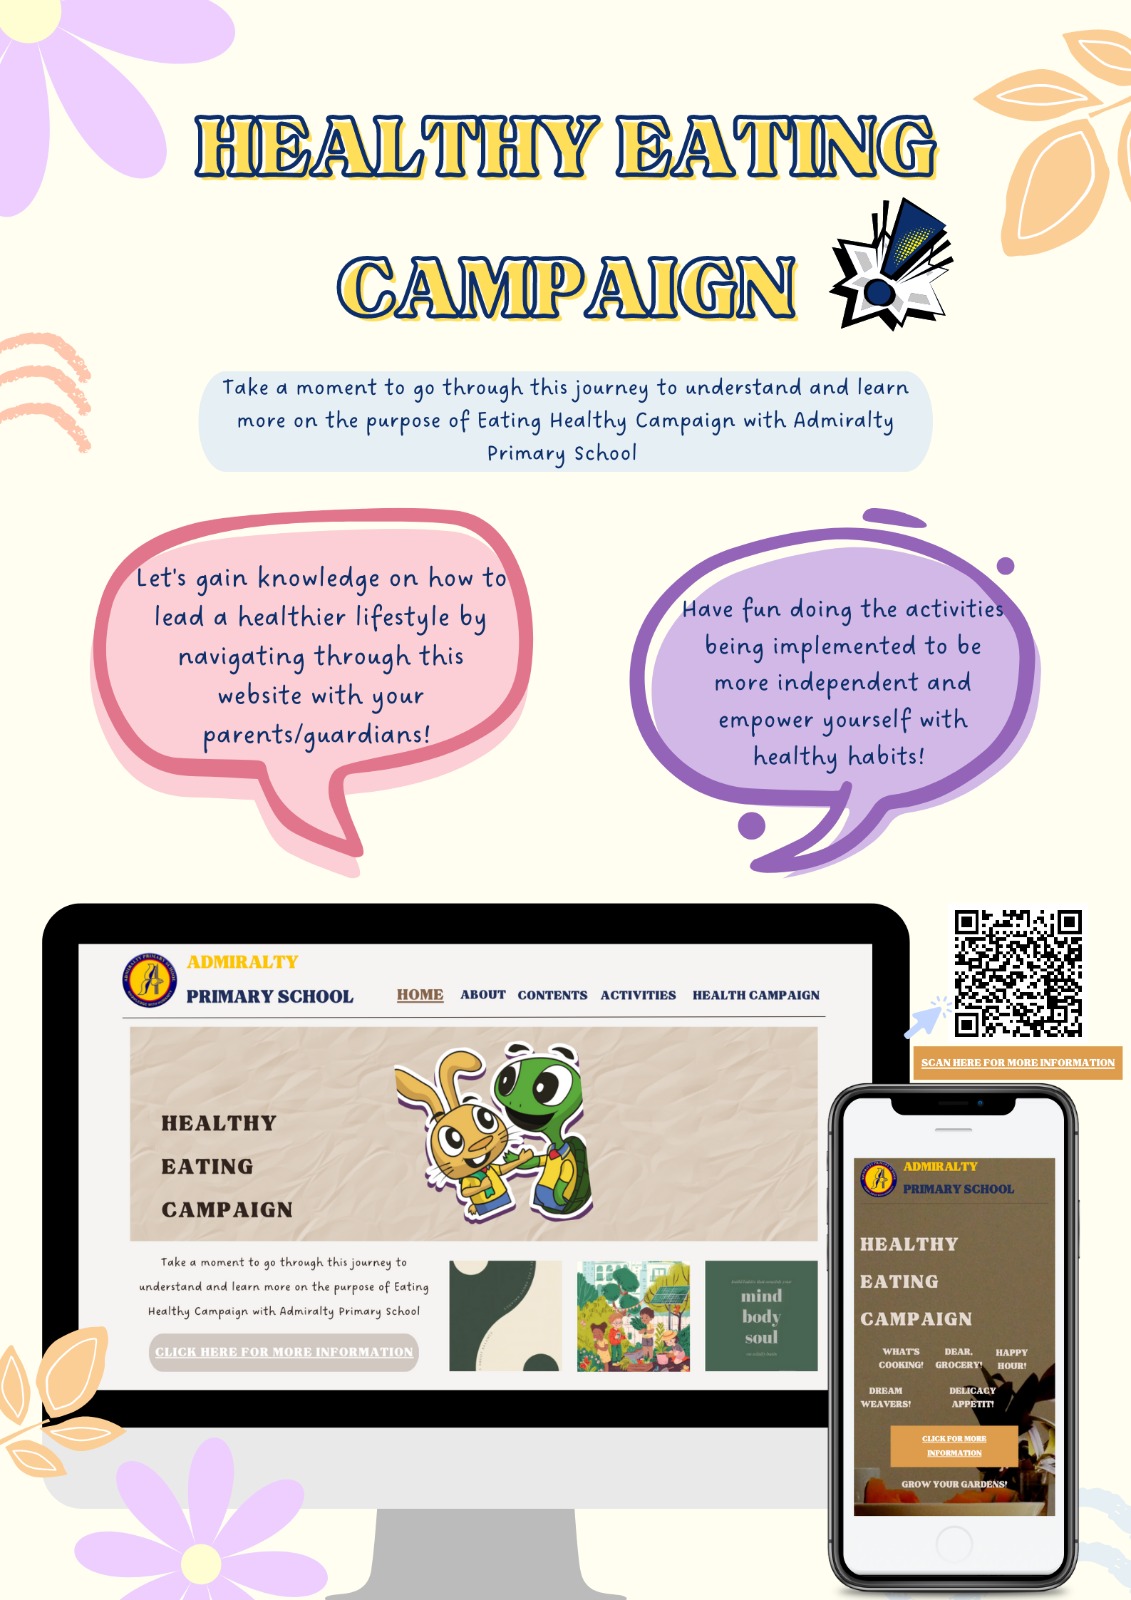 HEALTHY EATING
CAMPAIGN
Take a moment to go through this journey to understand and learn
more on the purpose of Eating Healthy Campaign with Admiralty
Primary School
Let's gain knowledge on how to
lead a healthier lifestyle by
navigating through this
website with your
parents/guardians!
Have fun doing the activities
being implemented to be
more independent and
empower yourself with
healthy habits!
ADMIRALTY
PRIMARY SCHOOL
HOME ABOUT CONTENTS ACTIVITIES HEALTH CAMPAIGN
HEALTHY
EATING
CAMPAIGN
Take a moment to go through this journey to
understand and learn more on the purpose of Eating
Healthy Campaign with Admiralty Primary School
CLICK HERE FOR MORE INFORMATION
mind
body
soul
SCAN HERE FOR MORE INFORMATION
ADMIRALTY
PRIMARY SCHOOL
HEALTHY
EATING
CAMPAIGN
WHAT'S COOKING!
DEAR, GROCERY!
HAPPY HOUR!
DREAM WEAVERS!
DELICACY APPETIT!
CLICK FOR MORE
INFORMATION
GROW YOUR GARDENS!